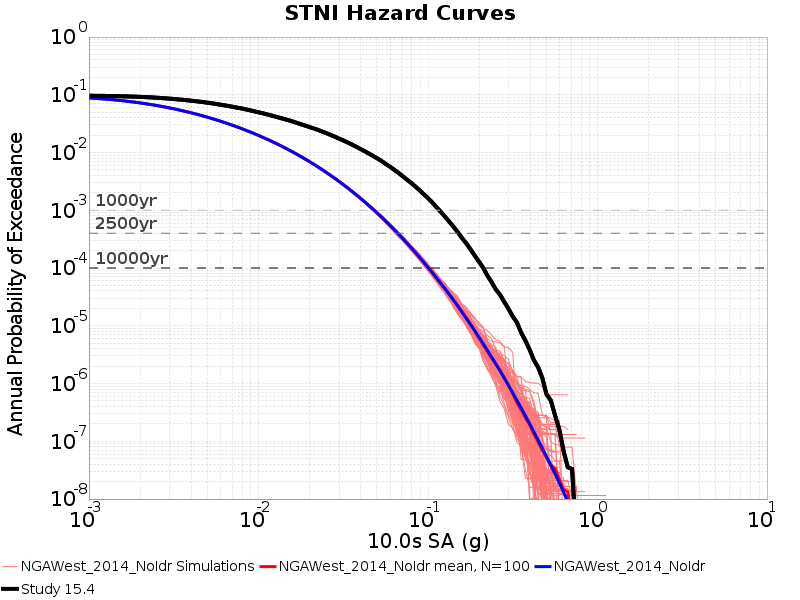 STNI Hazard Curves
10^0
10^-1
10^-2
10^-3
10^-4
10^-5
10^-6
10^-7
10^-8
Annual Probability of Exceedance
1000yr
2500yr
10000yr
10^-3
10^-2
10^-1
10^0
10^1
10.0s SA (g)
NGAWest_2014_NoIdr Simulations
NGAWest_2014_NoIdr mean, N=100
NGAWest_2014_NoIdr
Study 15.4